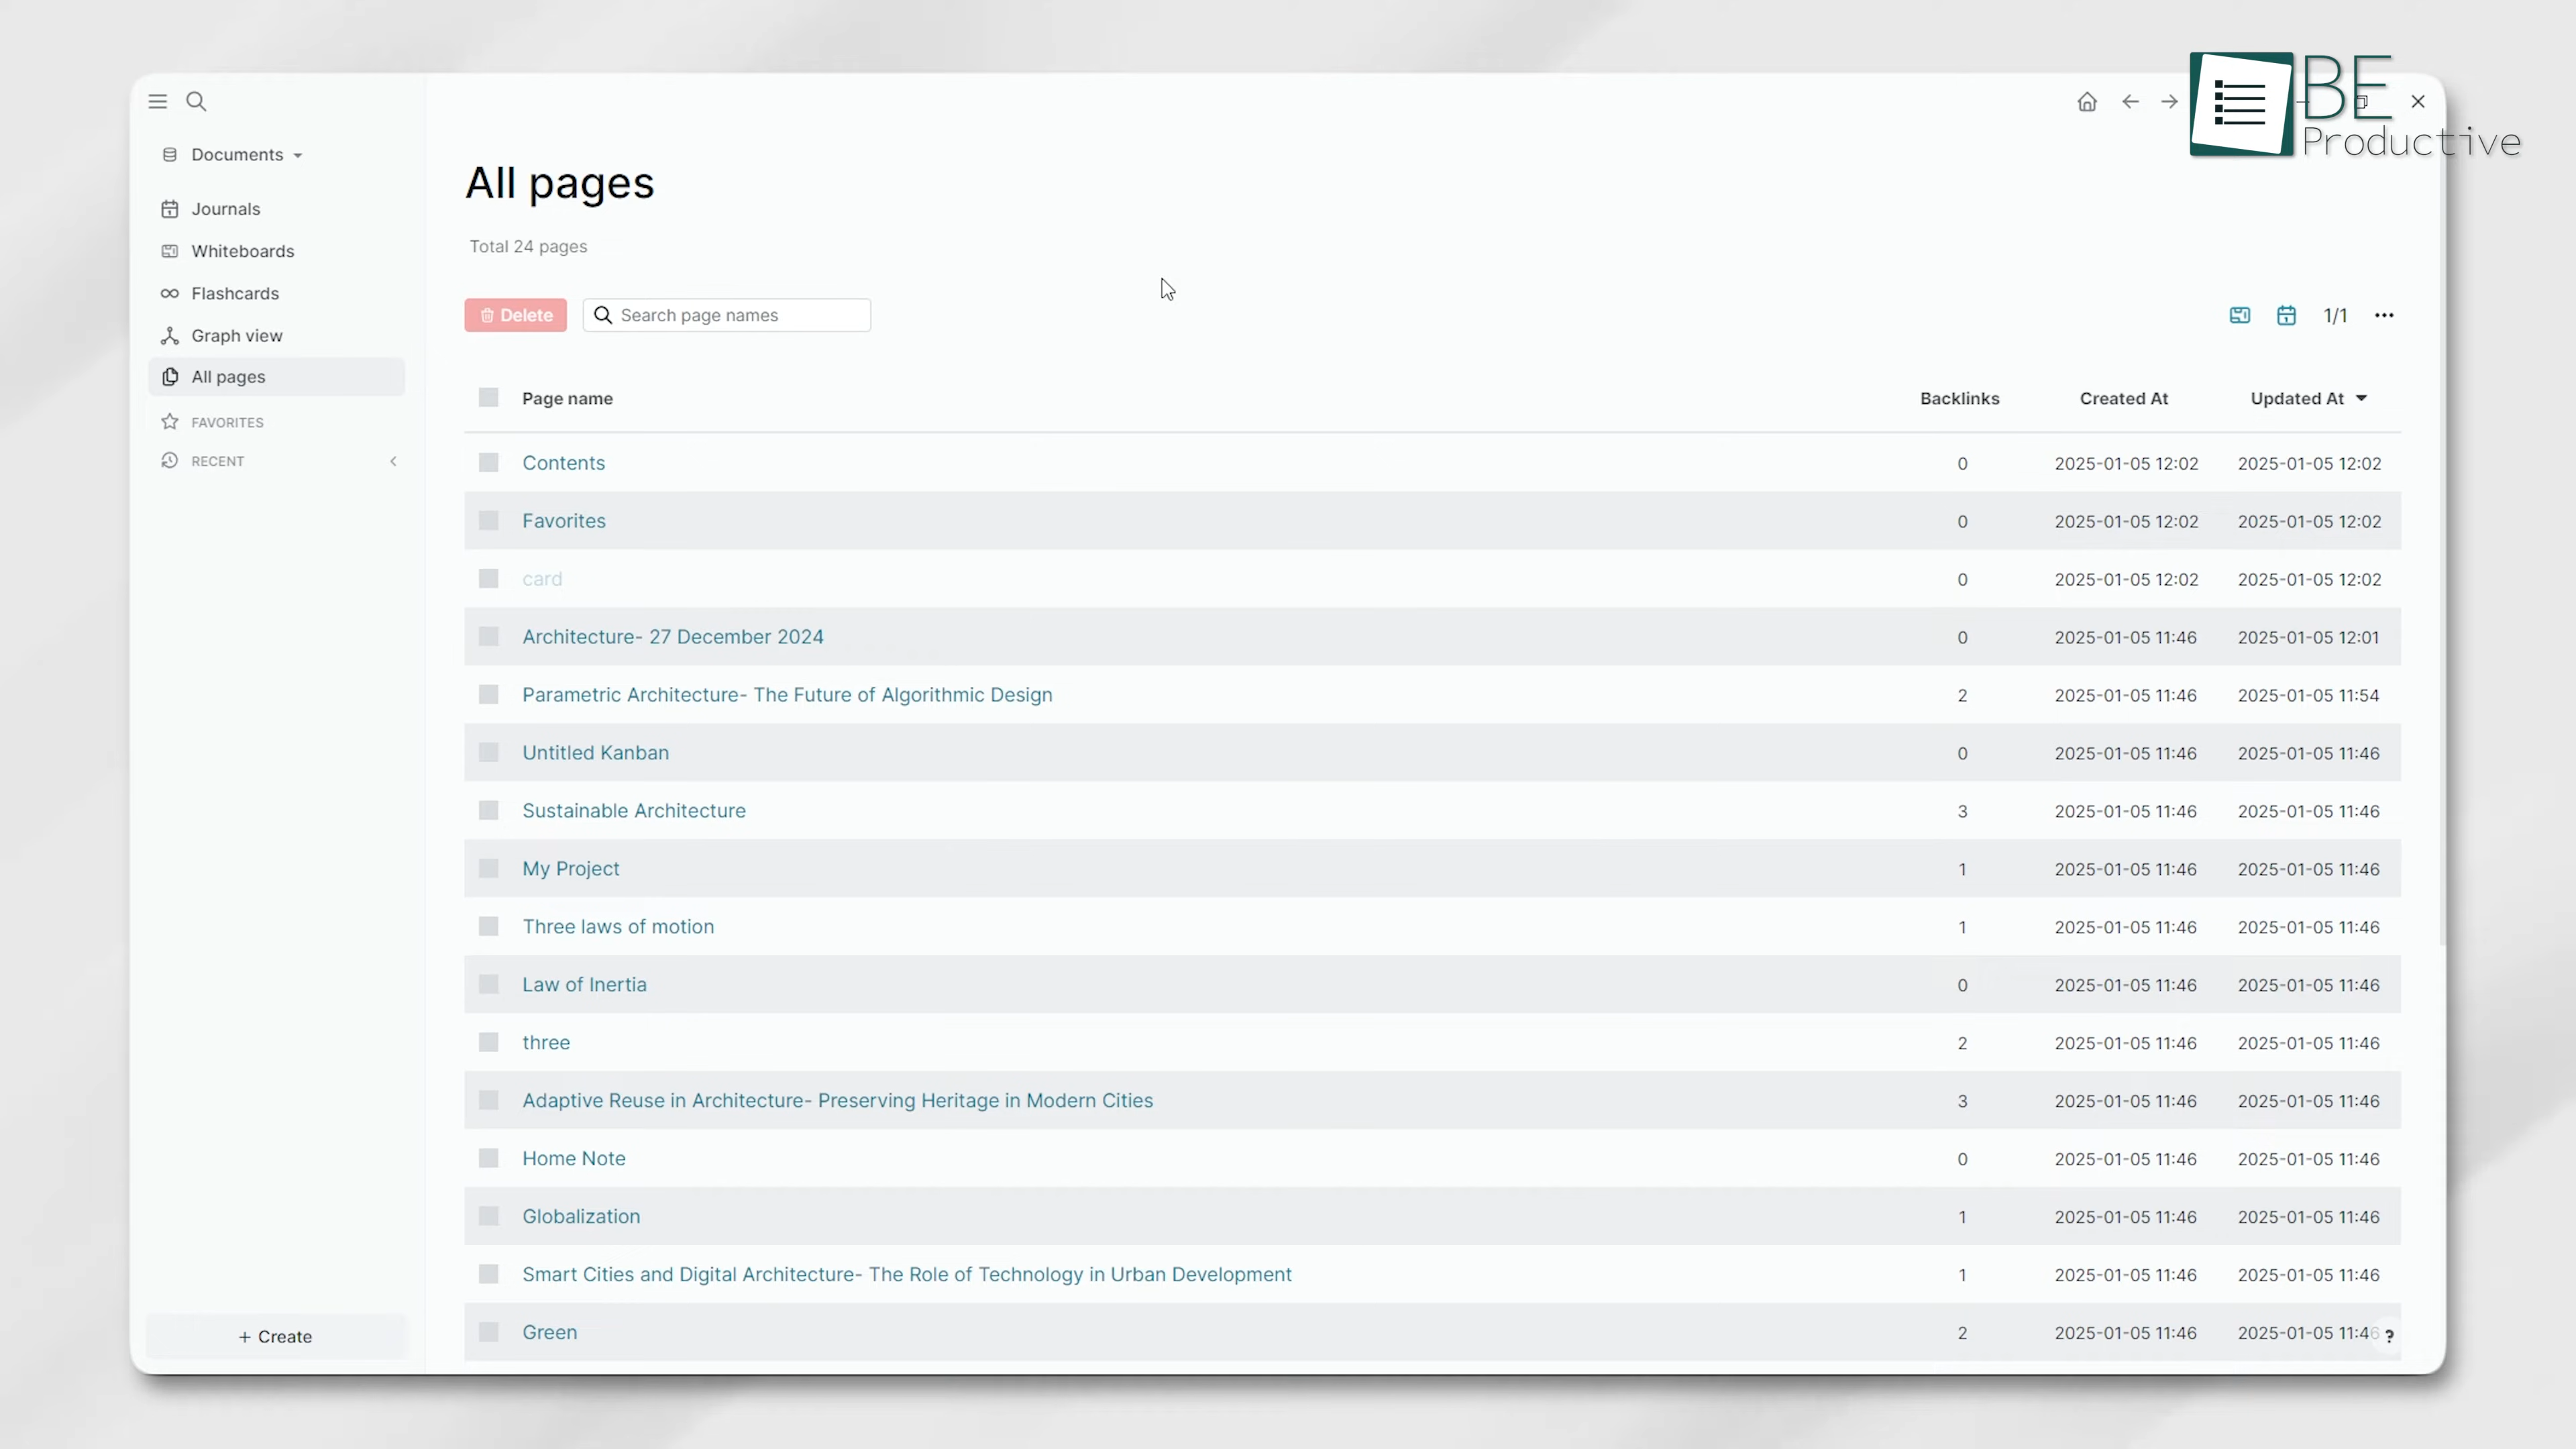 BE
Productive
Documents
Journals
Whiteboards
Flashcards
Graph view
All pages
FAVORITES
RECENT
+ Create
All pages
Total 24 pages
Delete
Search page names
1/1
Page name Backlinks Created At Updated At
Contents 0 2025-01-05 12:02 2025-01-05 12:02
Favorites 0 2025-01-05 12:02 2025-01-05 12:02
card 0 2025-01-05 12:02 2025-01-05 12:02
Architecture- 27 December 2024 0 2025-01-05 11:46 2025-01-05 12:01
Parametric Architecture- The Future of Algorithmic Design 2 2025-01-05 11:46 2025-01-05 11:54
Untitled Kanban 0 2025-01-05 11:46 2025-01-05 11:46
Sustainable Architecture 3 2025-01-05 11:46 2025-01-05 11:46
My Project 1 2025-01-05 11:46 2025-01-05 11:46
Three laws of motion 1 2025-01-05 11:46 2025-01-05 11:46
Law of Inertia 0 2025-01-05 11:46 2025-01-05 11:46
three 2 2025-01-05 11:46 2025-01-05 11:46
Adaptive Reuse in Architecture- Preserving Heritage in Modern Cities 3 2025-01-05 11:46 2025-01-05 11:46
Home Note 0 2025-01-05 11:46 2025-01-05 11:46
Globalization 1 2025-01-05 11:46 2025-01-05 11:46
Smart Cities and Digital Architecture- The Role of Technology in Urban Development 1 2025-01-05 11:46 2025-01-05 11:46
Green 2 2025-01-05 11:46 2025-01-05 11:46
?